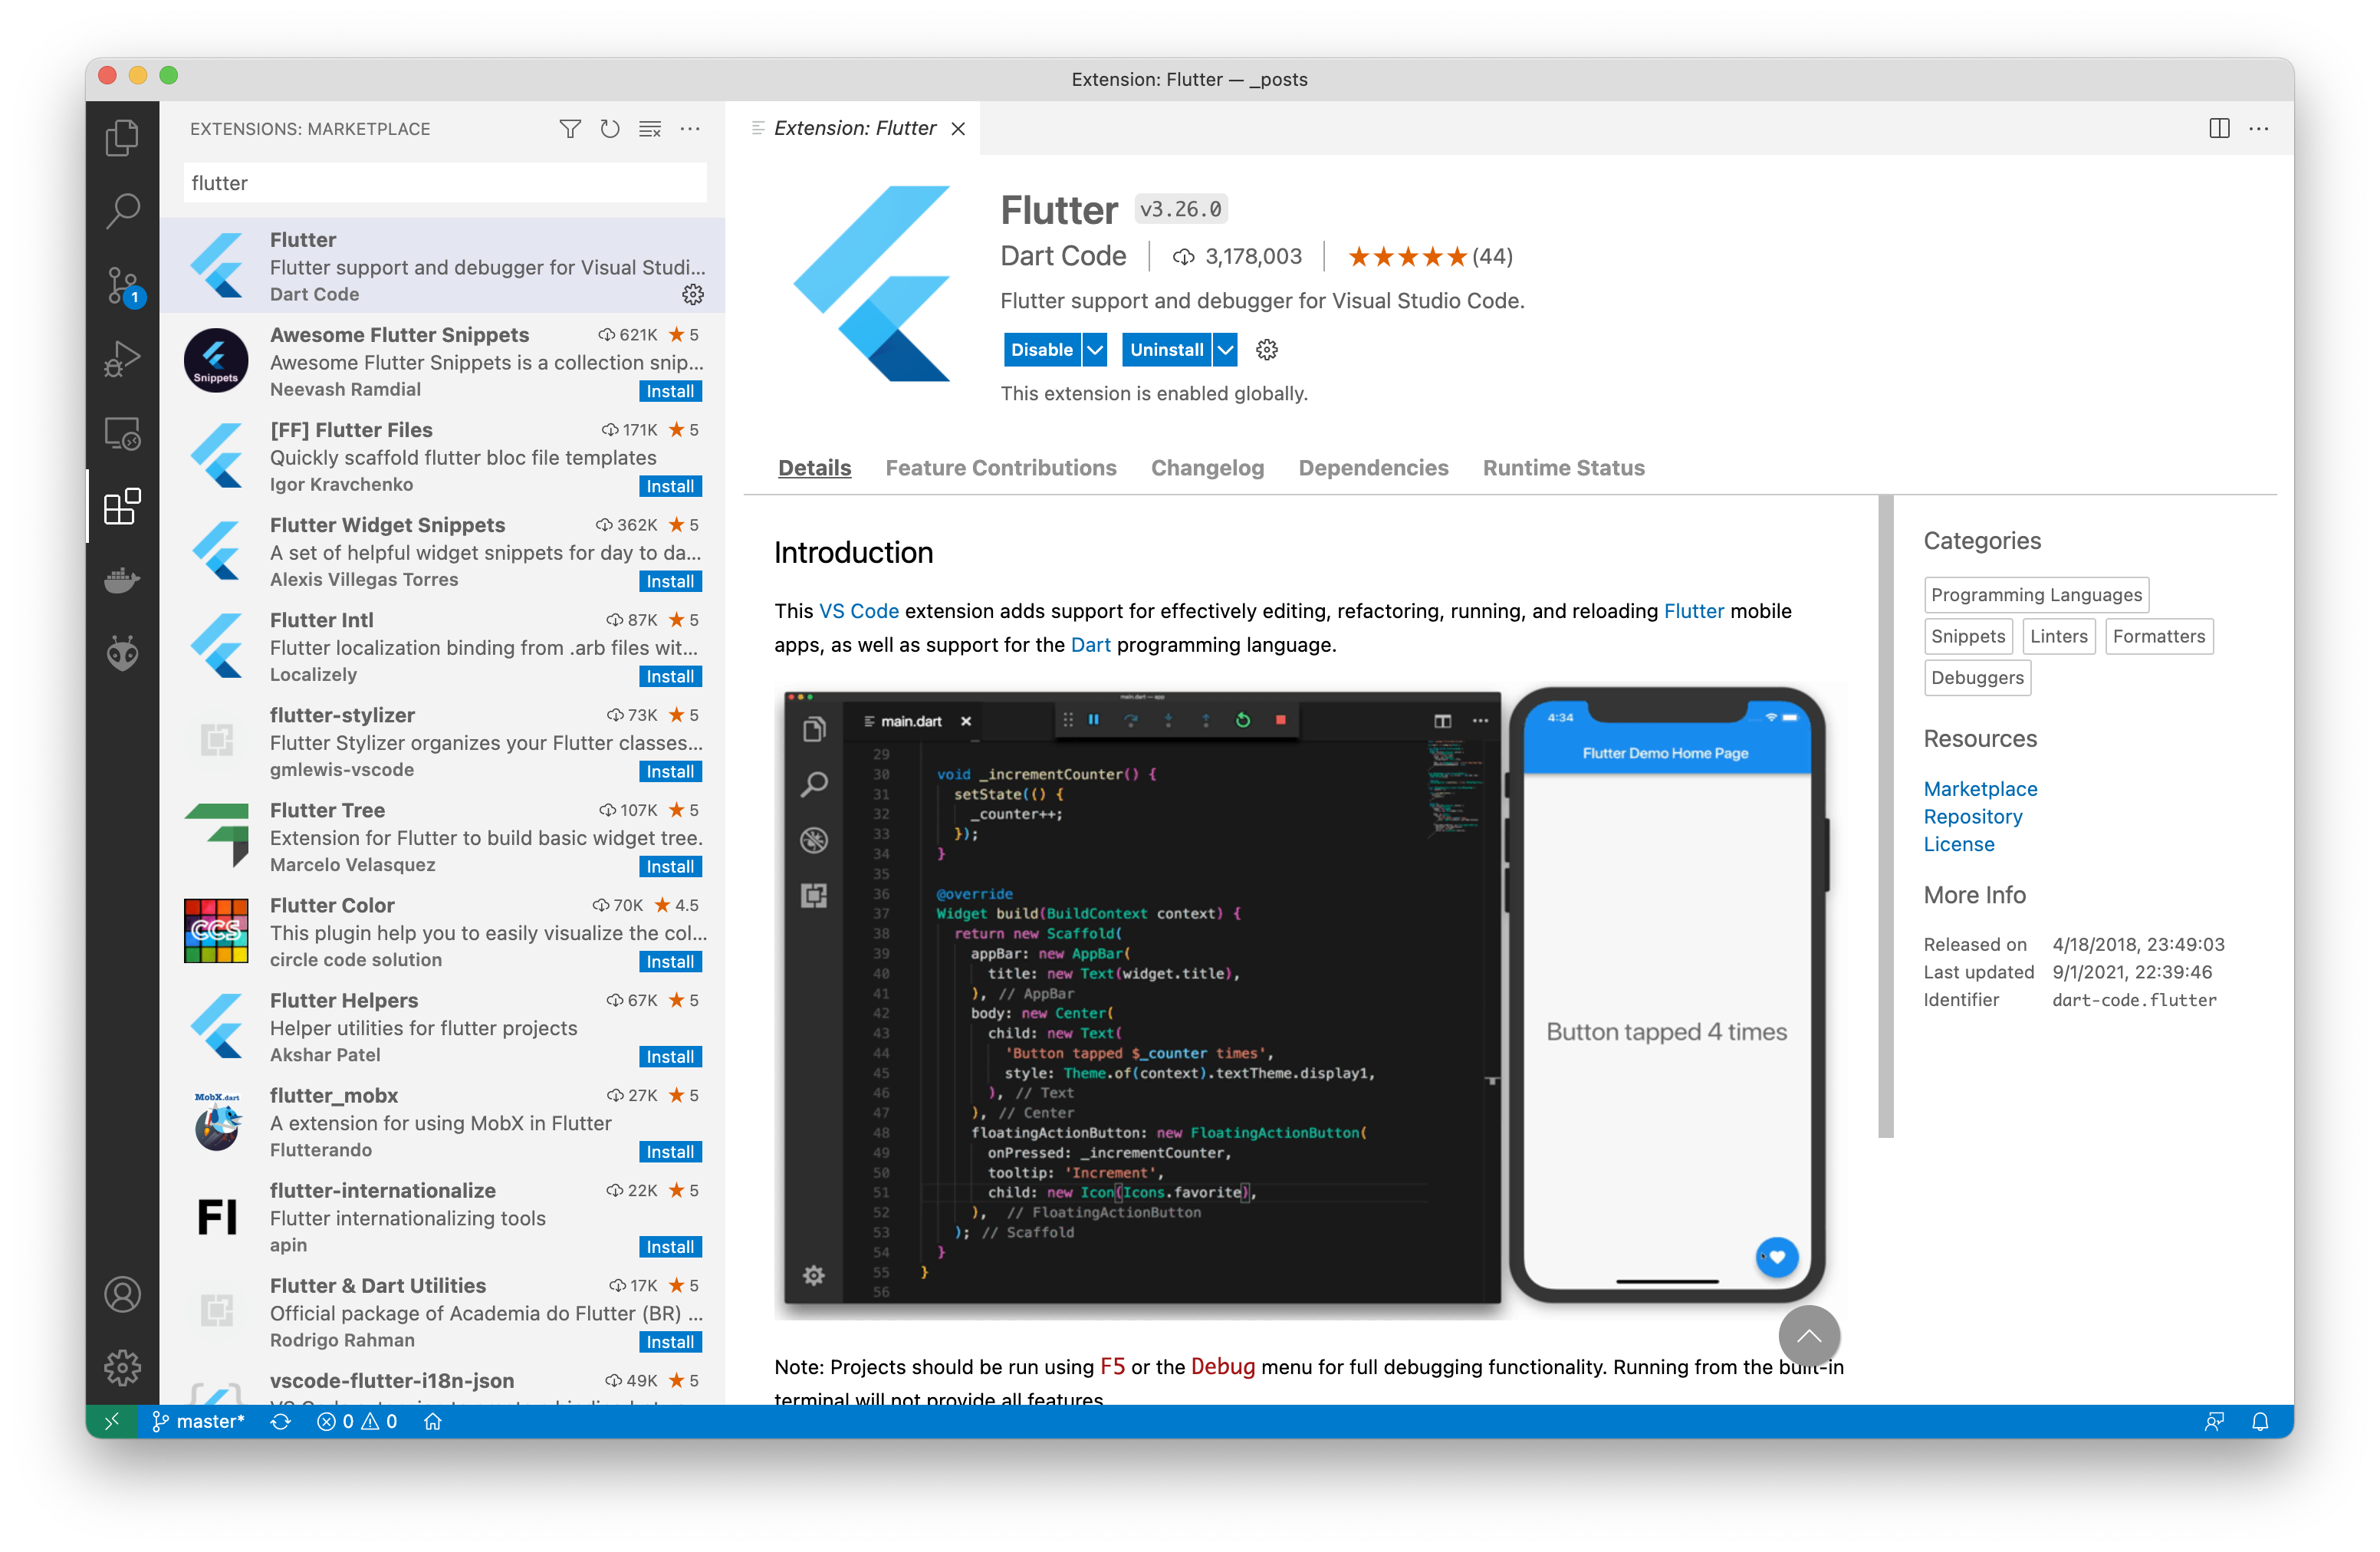 Extension: Flutter — _posts
EXTENSIONS: MARKETPLACE
flutter
Flutter
Flutter support and debugger for Visual Studi...
Dart Code
Awesome Flutter Snippets 621K ★ 5
Awesome Flutter Snippets is a collection snip...
Neevash Ramdial Install
Snippets
[FF] Flutter Files 171K ★ 5
Quickly scaffold flutter bloc file templates
Igor Kravchenko Install
Flutter Widget Snippets 362K ★ 5
A set of helpful widget snippets for day to da...
Alexis Villegas Torres Install
Flutter Intl 87K ★ 5
Flutter localization binding from .arb files wit...
Localizely Install
flutter-stylizer 73K ★ 5
Flutter Stylizer organizes your Flutter classes...
gmlewis-vscode Install
Flutter Tree 107K ★ 5
Extension for Flutter to build basic widget tree.
Marcelo Velasquez Install
Flutter Color 70K ★ 4.5
This plugin help you to easily visualize the col...
circle code solution Install
CCS
Flutter Helpers 67K ★ 5
Helper utilities for flutter projects
Akshar Patel Install
flutter_mobx 27K ★ 5
A extension for using MobX in Flutter
Flutterando Install
MobX.dart
flutter-internationalize 22K ★ 5
Flutter internationalizing tools
apin Install
FI
Flutter & Dart Utilities 17K ★ 5
Official package of Academia do Flutter (BR) ...
Rodrigo Rahman Install
vscode-flutter-i18n-json 49K ★ 5
1
Extension: Flutter
Flutter v3.26.0
Dart Code 3,178,003 ★★★★★ (44)
Flutter support and debugger for Visual Studio Code.
Disable Uninstall
This extension is enabled globally.
Details Feature Contributions Changelog Dependencies Runtime Status
Introduction
This VS Code extension adds support for effectively editing, refactoring, running, and reloading Flutter mobile
apps, as well as support for the Dart programming language.
main.dart — app
main.dart
29
30 void _incrementCounter() {
31 setState(() {
32 _counter++;
33 });
34 }
35
36 @override
37 Widget build(BuildContext context) {
38 return new Scaffold(
39 appBar: new AppBar(
40 title: new Text(widget.title),
41 ), // AppBar
42 body: new Center(
43 child: new Text(
44 'Button tapped $_counter times',
45 style: Theme.of(context).textTheme.display1,
46 ), // Text
47 ), // Center
48 floatingActionButton: new FloatingActionButton(
49 onPressed: _incrementCounter,
50 tooltip: 'Increment',
51 child: new Icon(Icons.favorite),
52 ), // FloatingActionButton
53 ); // Scaffold
54 }
55 }
56
4:34
Flutter Demo Home Page
Button tapped 4 times
Note: Projects should be run using F5 or the Debug menu for full debugging functionality. Running from the built-in
terminal will not provide all features.
Categories
Programming Languages
Snippets Linters Formatters
Debuggers
Resources
Marketplace
Repository
License
More Info
Released on 4/18/2018, 23:49:03
Last updated 9/1/2021, 22:39:46
Identifier dart-code.flutter
master* 0 0